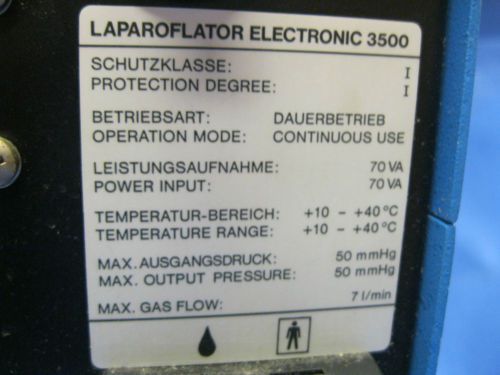 LAPAROFLATOR ELECTRONIC 3500
SCHUTZKLASSE: I
PROTECTION DEGREE: I
BETRIEBSART: DAUERBETRIEB
OPERATION MODE: CONTINUOUS USE
LEISTUNGSAUFNAHME: 70 VA
POWER INPUT: 70 VA
TEMPERATUR-BEREICH: +10 – +40 °C
TEMPERATURE RANGE: +10 – +40 °C
MAX. AUSGANGSDRUCK: 50 mmHg
MAX. OUTPUT PRESSURE: 50 mmHg
MAX. GAS FLOW: 7 l/min